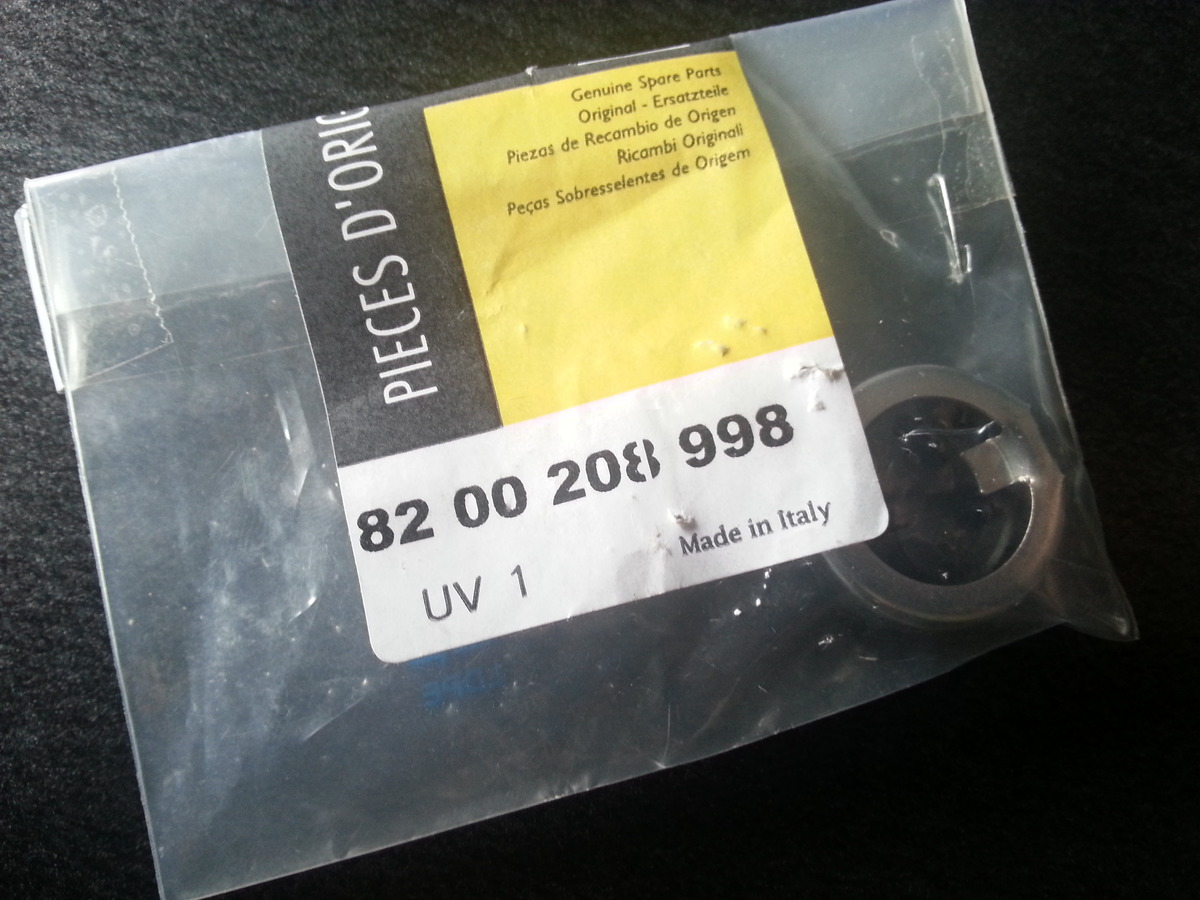 PIECES D'ORIG
Genuine Spare Parts
Original - Ersatzteile
Piezas de Recambio de Origen
Ricambi Originali
Peças Sobresselentes de Origem
82 00 208 998
Made in Italy
UV 1